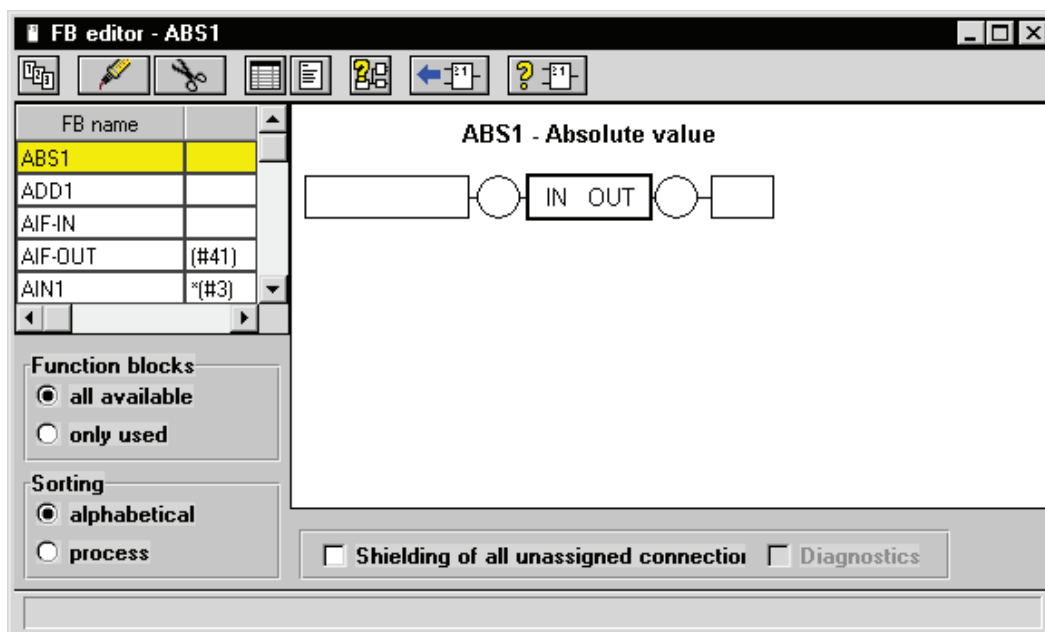 FB editor - ABS1
FB name
ABS1
ADD1
AIF-IN
AIF-OUT (#41)
AIN1 *(#3)
ABS1 - Absolute value
IN OUT
Function blocks
all available
only used
Sorting
alphabetical
process
Shielding of all unassigned connection
Diagnostics